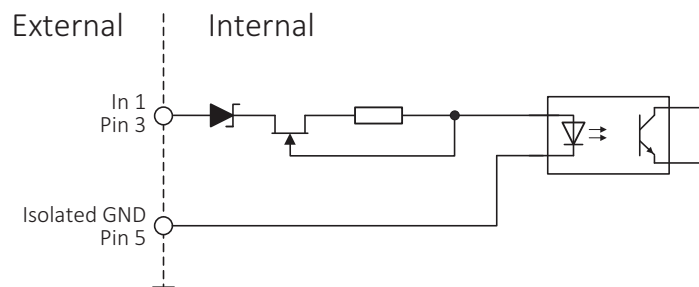 External
Internal
In 1
Pin 3
Isolated GND
Pin 5